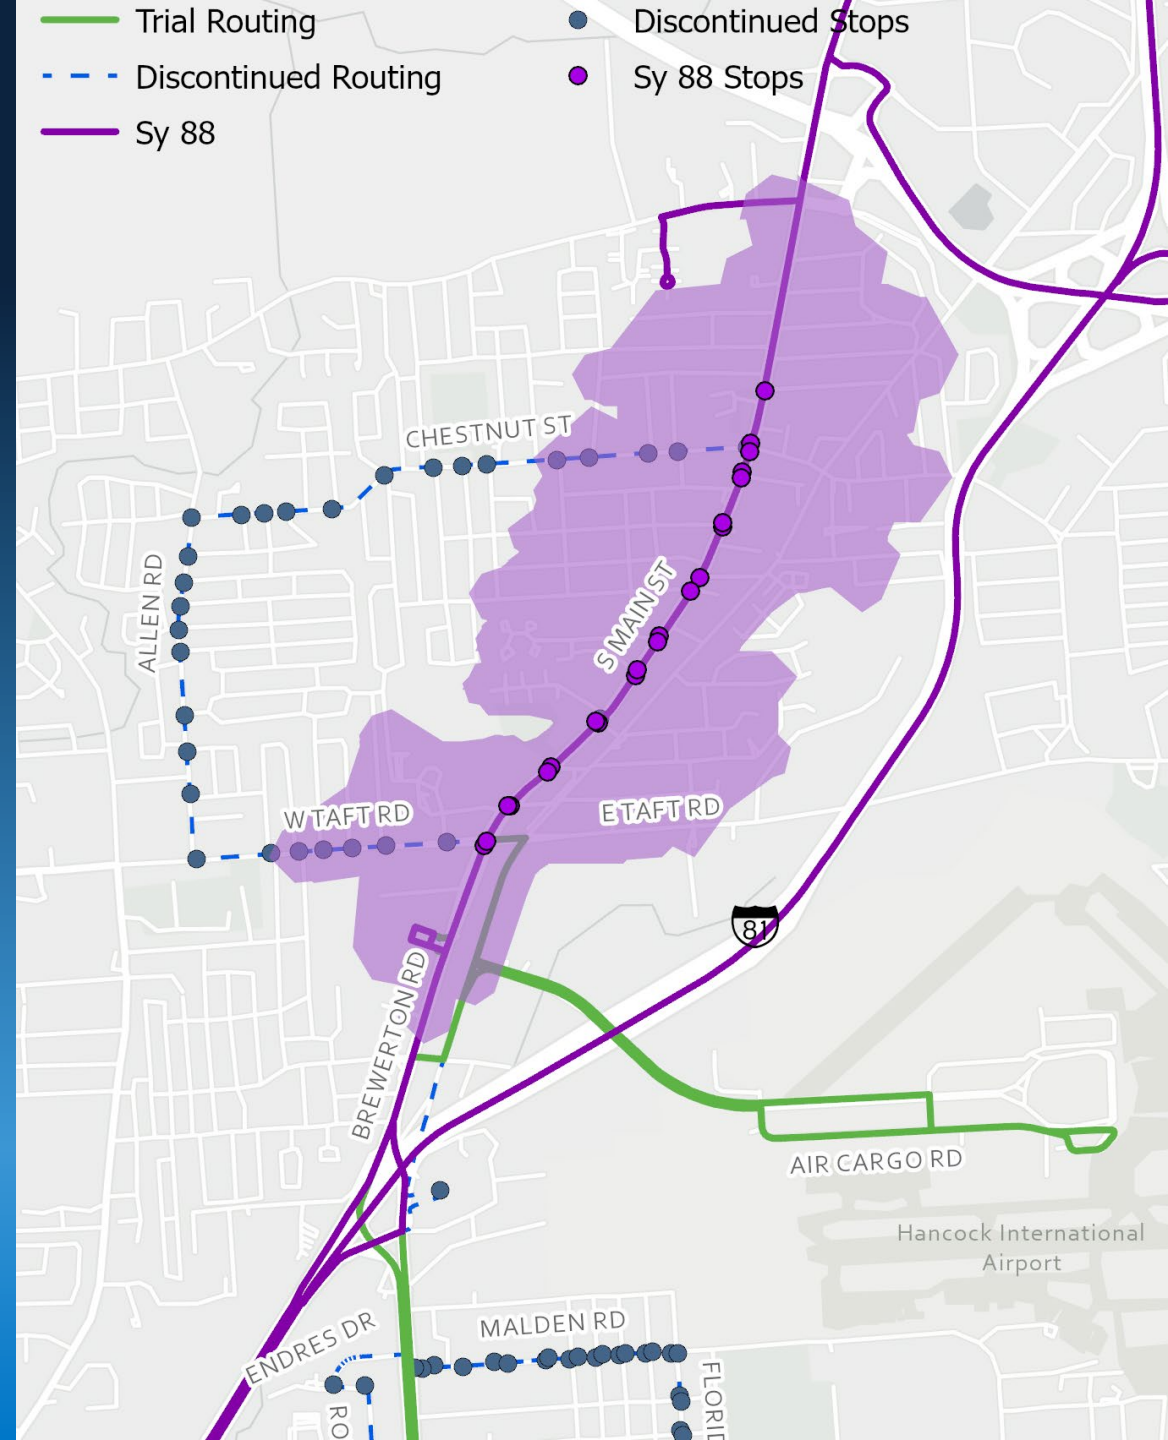 Trial Routing
Discontinued Stops
Discontinued Routing
Sy 88 Stops
Sy 88
CHESTNUT ST
ALLEN RD
S MAIN ST
W TAFT RD
E TAFT RD
81
BREWERTON RD
AIR CARGO RD
Hancock International
Airport
MALDEN RD
ENDRES DR